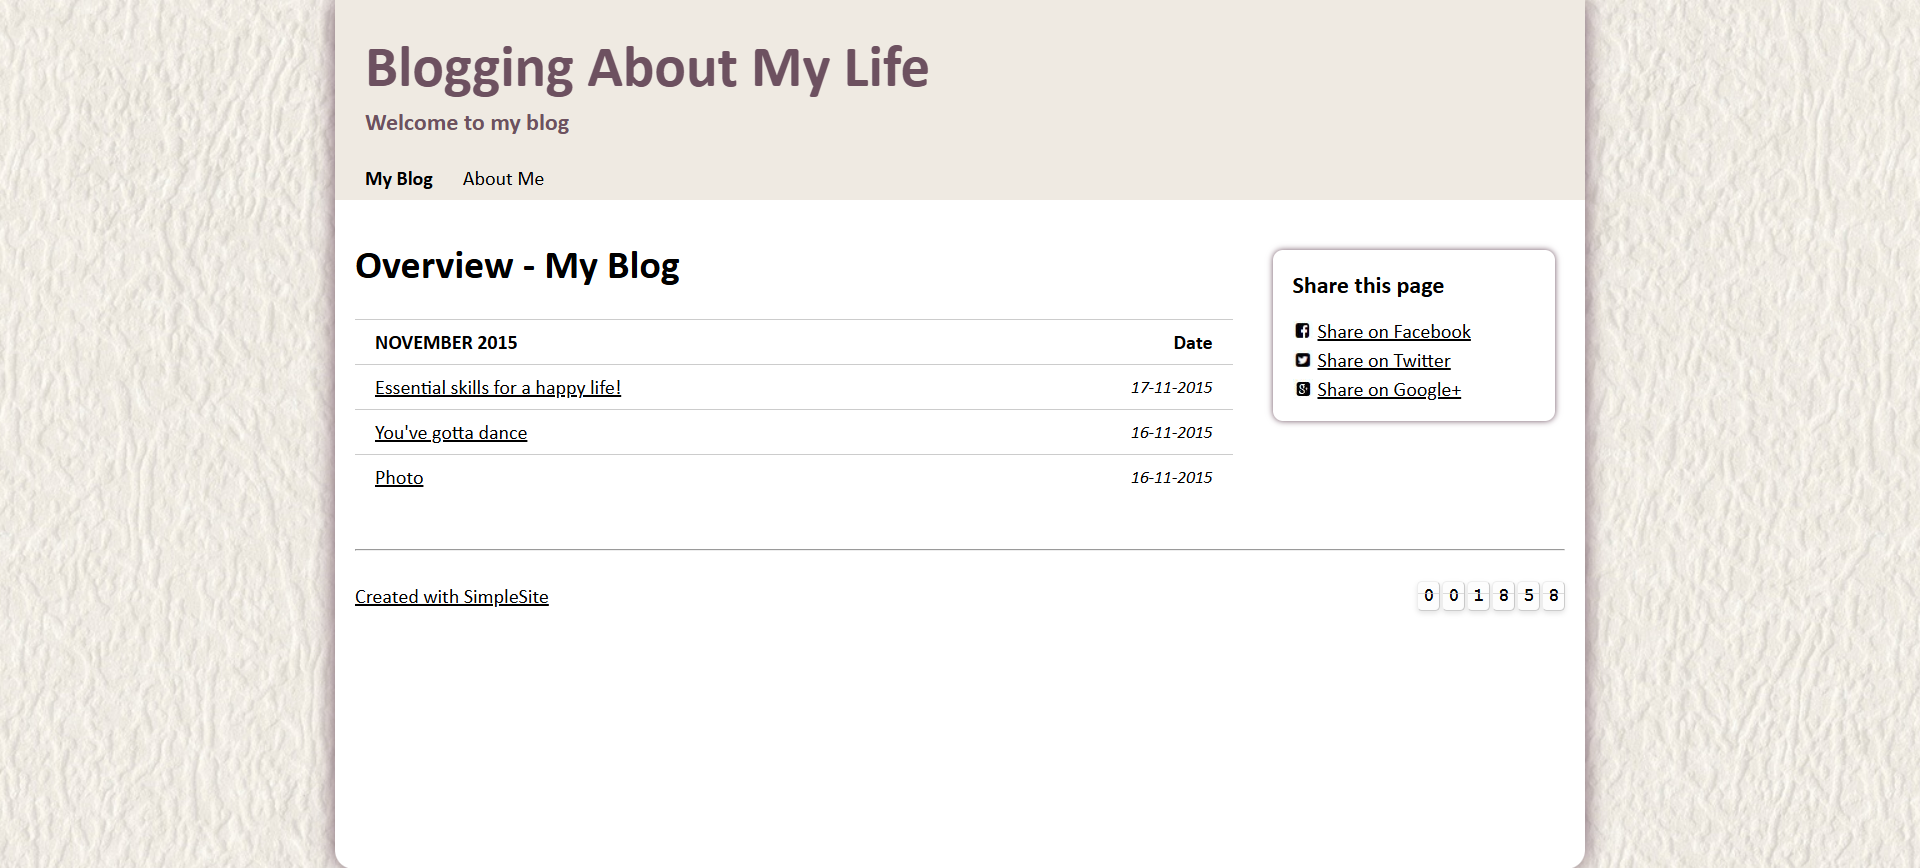 Blogging About My Life
Welcome to my blog
My Blog About Me
Overview - My Blog
NOVEMBER 2015 Date
Essential skills for a happy life! 17-11-2015
You've gotta dance 16-11-2015
Photo 16-11-2015
Share this page
Share on Facebook
Share on Twitter
Share on Google+
Created with SimpleSite
0 0 1 8 5 8